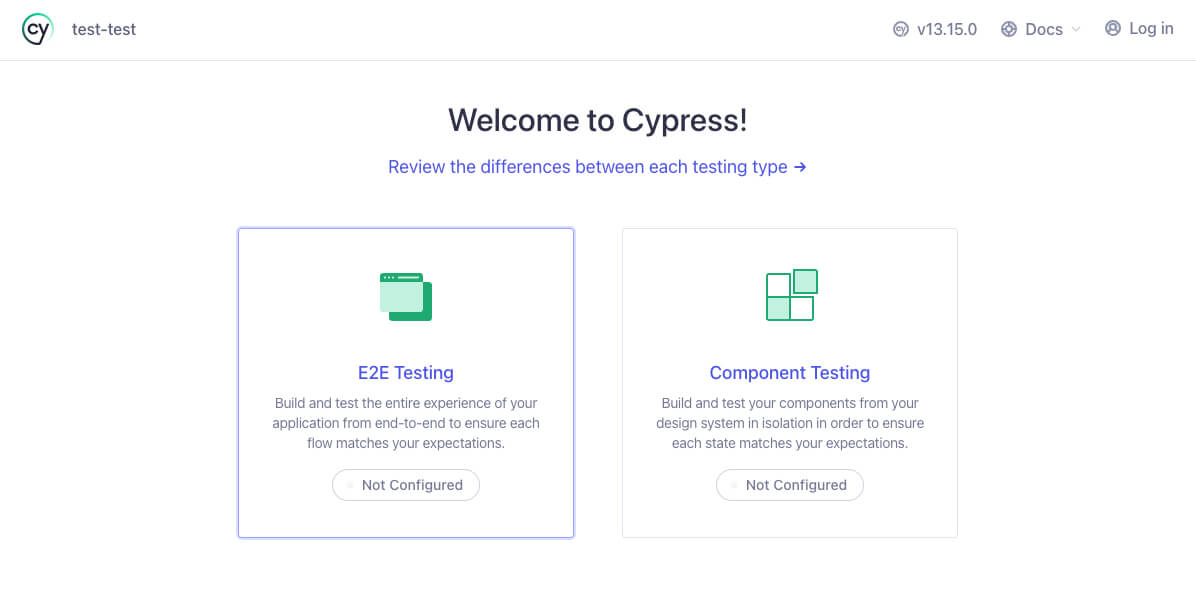 cy test-test
v13.15.0 Docs Log in
Welcome to Cypress!
Review the differences between each testing type →
E2E Testing
Build and test the entire experience of your
application from end-to-end to ensure each
flow matches your expectations.
Not Configured
Component Testing
Build and test your components from your
design system in isolation in order to ensure
each state matches your expectations.
Not Configured